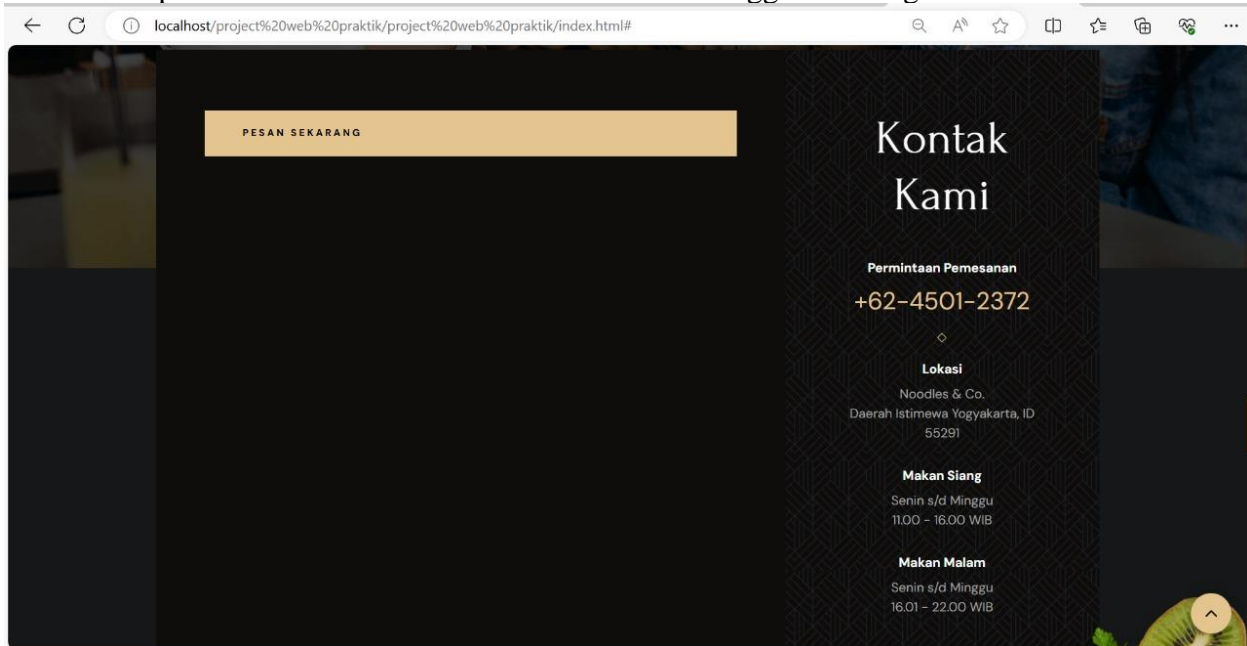 localhost/project%20web%20praktik/project%20web%20praktik/index.html#
PESAN SEKARANG
Kontak
Kami
Permintaan Pemesanan
+62-4501-2372
Lokasi
Noodles & Co.
Daerah Istimewa Yogyakarta, ID
55291
Makan Siang
Senin s/d Minggu
11.00 - 16.00 WIB
Makan Malam
Senin s/d Minggu
16.01 - 22.00 WIB